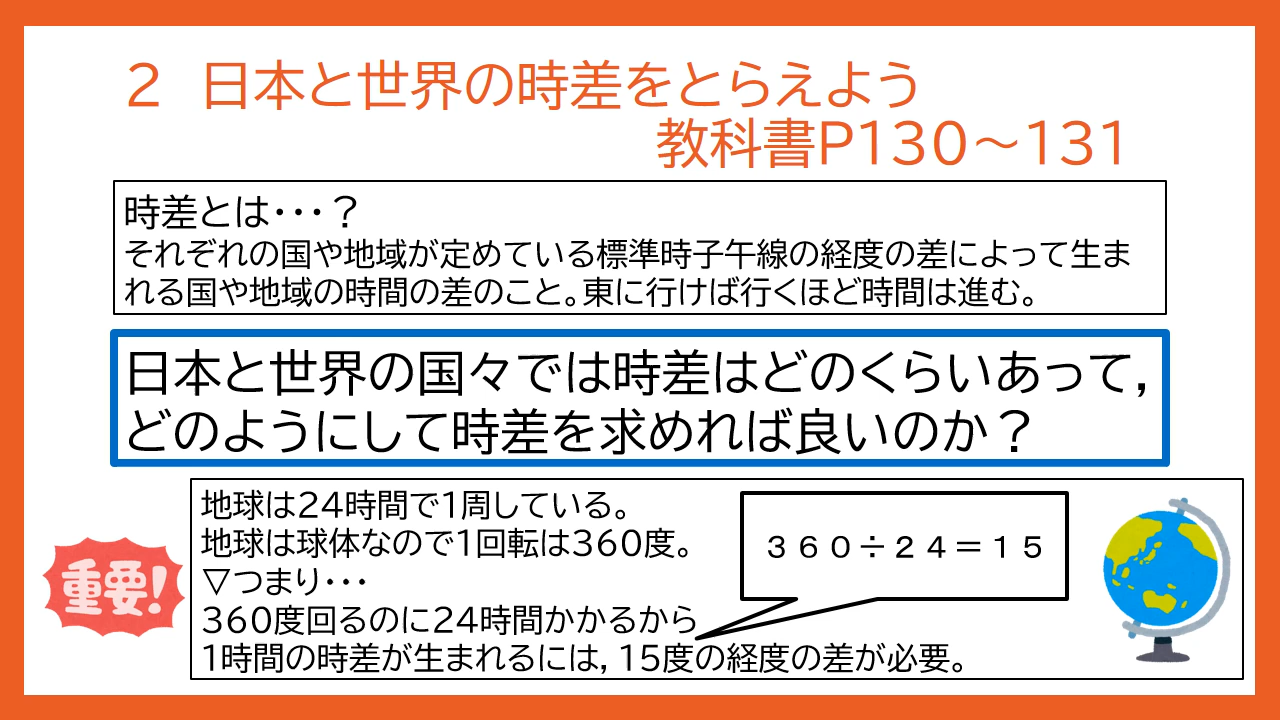 2　日本と世界の時差をとらえよう
教科書P130～131
時差とは・・・？
それぞれの国や地域が定めている標準時子午線の経度の差によって生ま
れる国や地域の時間の差のこと。東に行けば行くほど時間は進む。
日本と世界の国々では時差はどのくらいあって，
どのようにして時差を求めれば良いのか？
地球は24時間で1周している。
地球は球体なので1回転は360度。
▽つまり・・・
360度回るのに24時間かかるから
1時間の時差が生まれるには，15度の経度の差が必要。
３６０÷２４＝１５
重要！